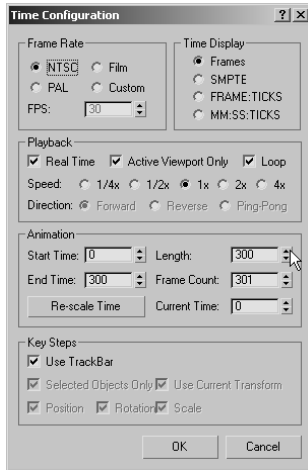 Time Configuration
Frame Rate
NTSC Film
PAL Custom
FPS: 30
Time Display
Frames
SMPTE
FRAME:TICKS
MM:SS:TICKS
Playback
Real Time Active Viewport Only Loop
Speed: 1/4x 1/2x 1x 2x 4x
Direction: Forward Reverse Ping-Pong
Animation
Start Time: 0 Length: 300
End Time: 300 Frame Count: 301
Re-scale Time Current Time: 0
Key Steps
Use TrackBar
Selected Objects Only Use Current Transform
Position Rotation Scale
OK Cancel